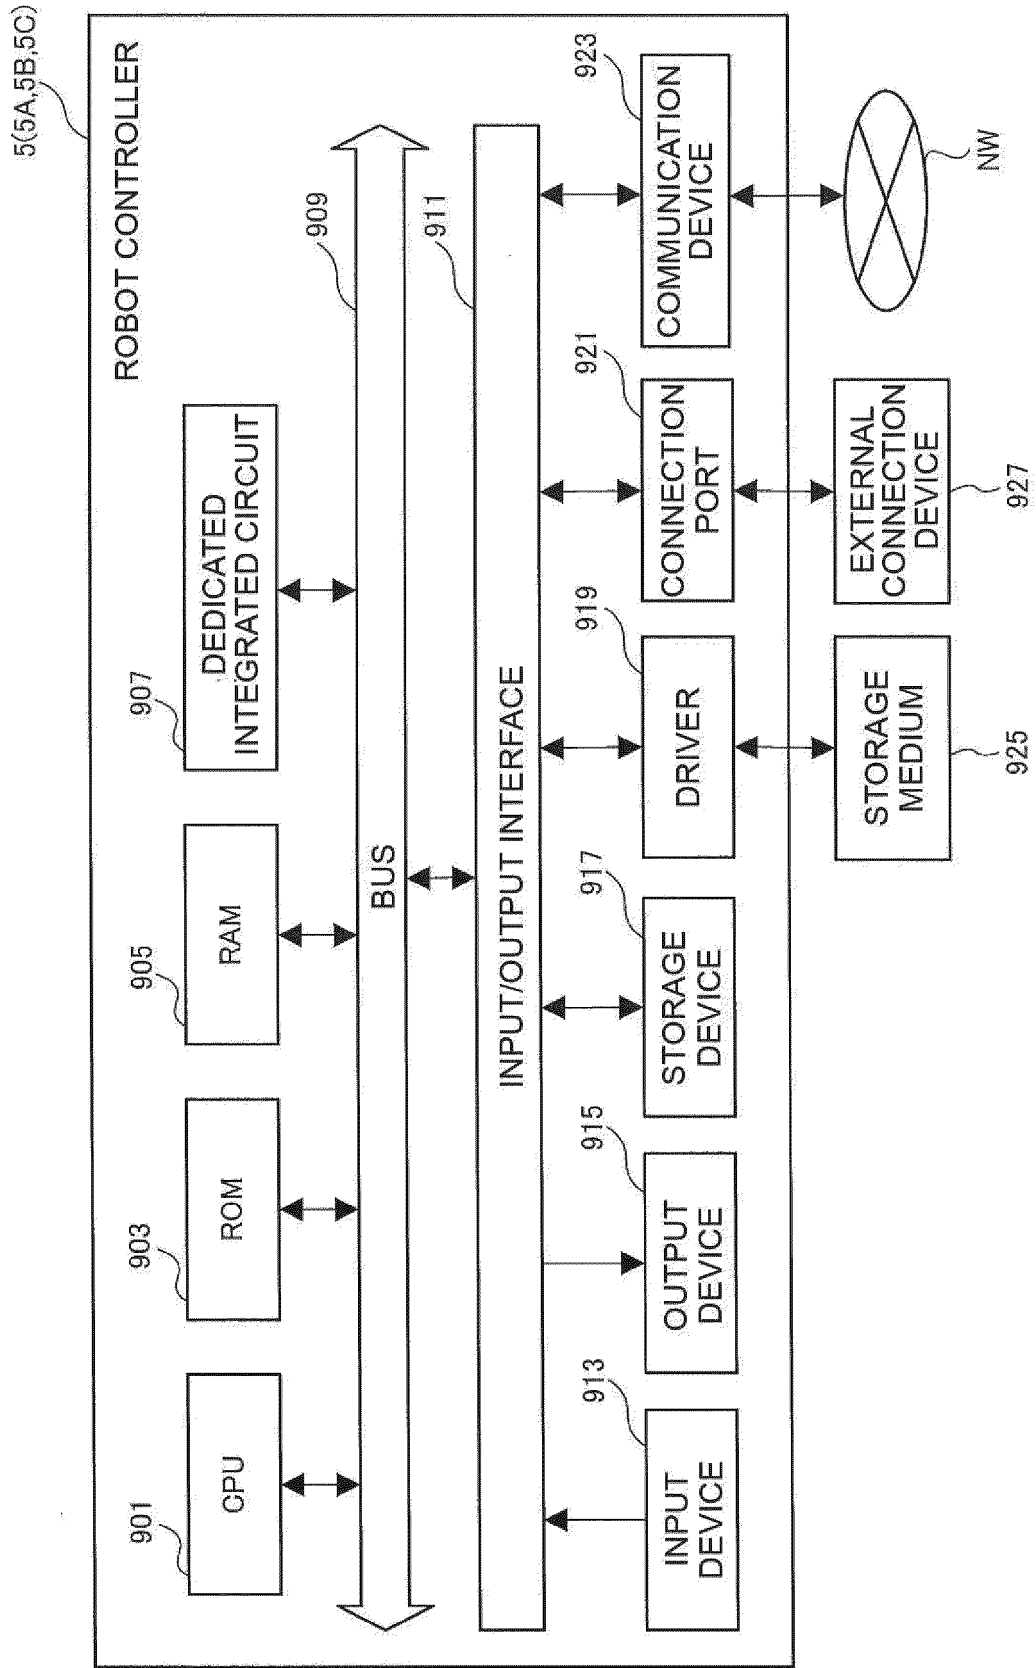 5(5A,5B,5C)
ROBOT CONTROLLER
901
903
905
907
CPU
ROM
RAM
DEDICATED
INTEGRATED CIRCUIT
909
BUS
911
INPUT/OUTPUT INTERFACE
913
915
917
919
921
923
INPUT
DEVICE
OUTPUT
DEVICE
STORAGE
DEVICE
DRIVER
CONNECTION
PORT
COMMUNICATION
DEVICE
STORAGE
MEDIUM
EXTERNAL
CONNECTION
DEVICE
925
927
NW